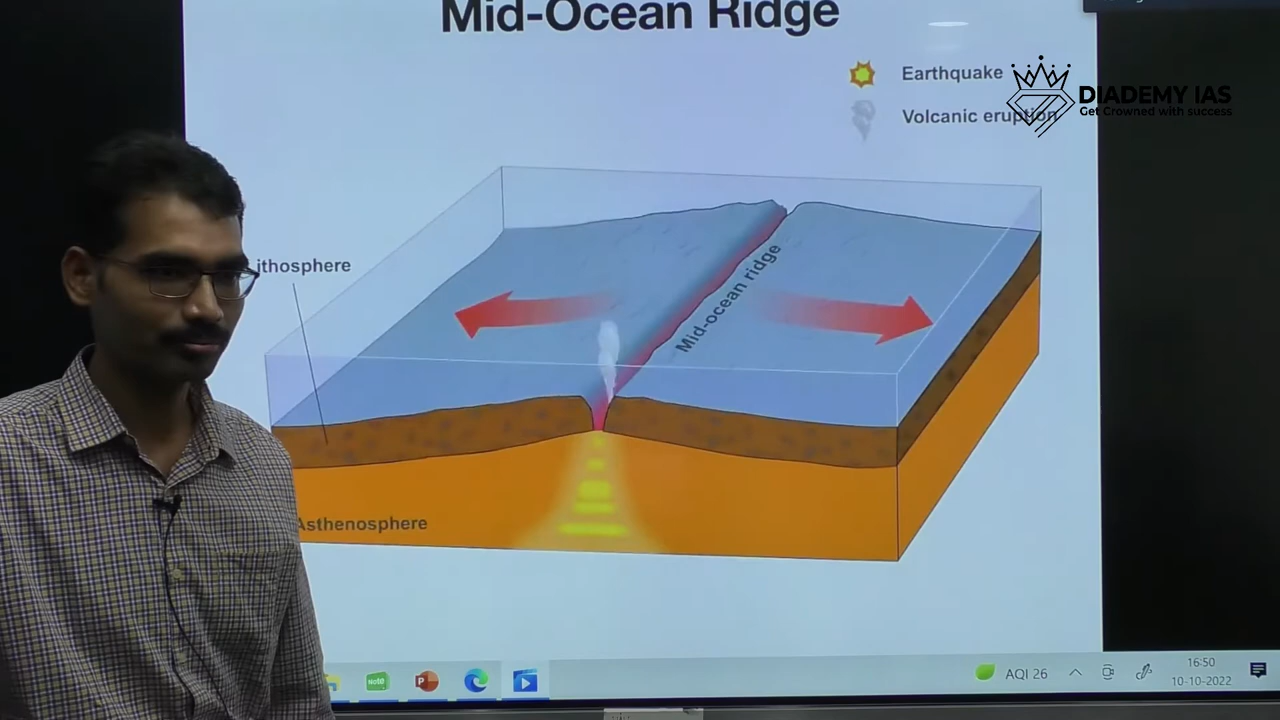 Mid-Ocean Ridge
Earthquake
Volcanic eruption
DIADEMY IAS
Get Crowned with success
ithosphere
Mid-ocean ridge
Asthenosphere
AQI 26
16:50
10-10-2022